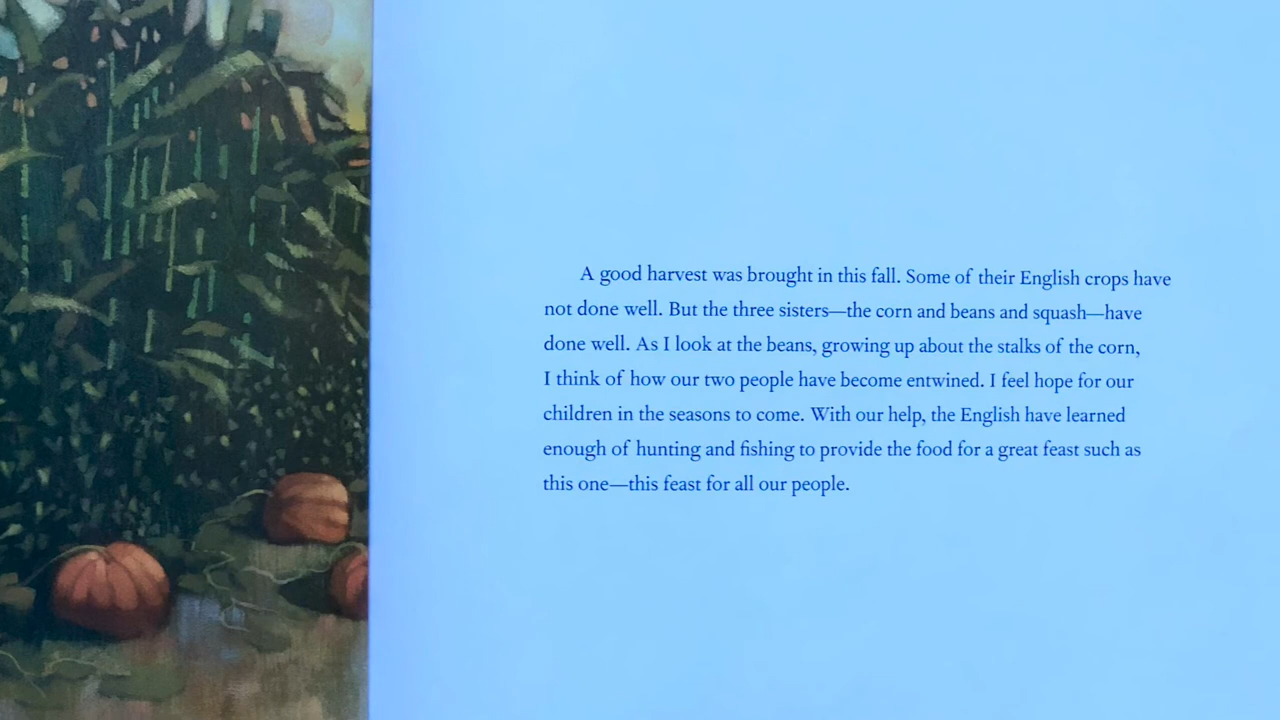 A good harvest was brought in this fall. Some of their English crops have
not done well. But the three sisters—the corn and beans and squash—have
done well. As I look at the beans, growing up about the stalks of the corn,
I think of how our two people have become entwined. I feel hope for our
children in the seasons to come. With our help, the English have learned
enough of hunting and fishing to provide the food for a great feast such as
this one—this feast for all our people.